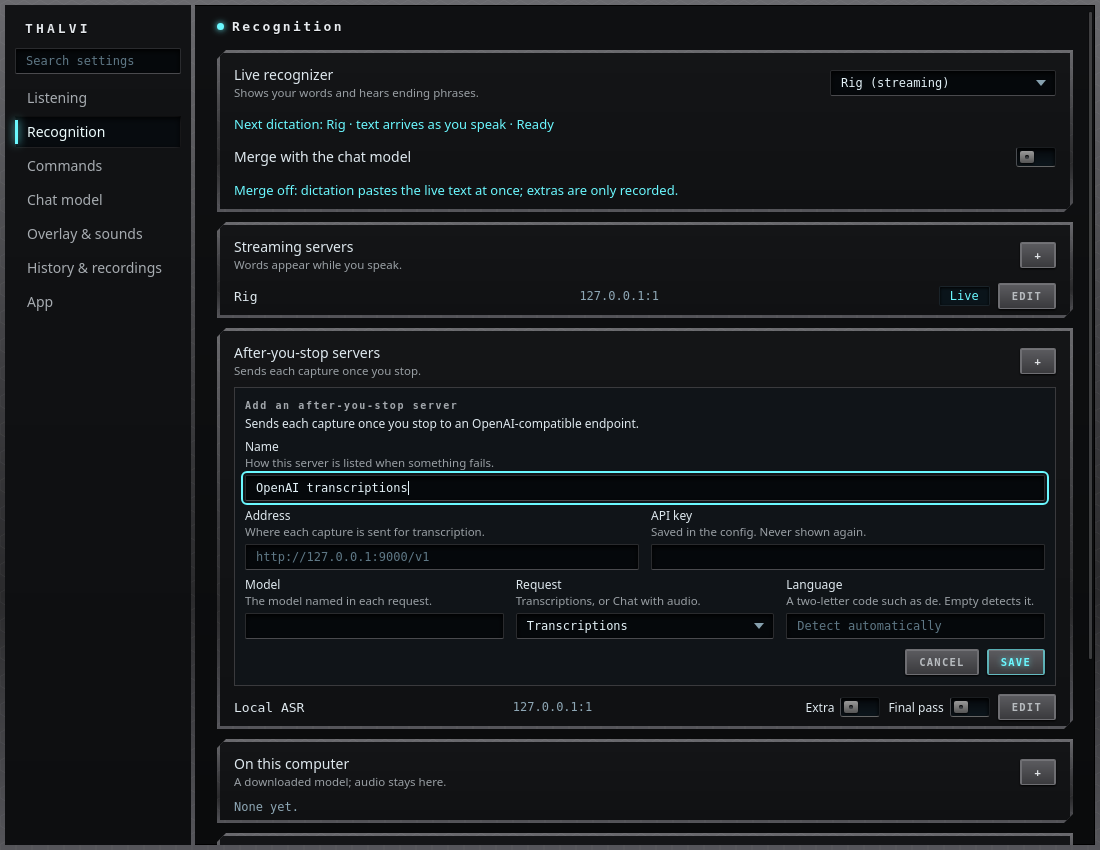 THALVI
Search settings
Listening
Recognition
Commands
Chat model
Overlay & sounds
History & recordings
App
Recognition
Live recognizer
Shows your words and hears ending phrases.
Rig (streaming)
Next dictation: Rig · text arrives as you speak · Ready
Merge with the chat model
Merge off: dictation pastes the live text at once; extras are only recorded.
Streaming servers
Words appear while you speak.
+
Rig 127.0.0.1:1 Live EDIT
After-you-stop servers
Sends each capture once you stop.
+
Add an after-you-stop server
Sends each capture once you stop to an OpenAI-compatible endpoint.
Name
How this server is listed when something fails.
OpenAI transcriptions
Address
Where each capture is sent for transcription.
http://127.0.0.1:9000/v1
API key
Saved in the config. Never shown again.
Model
The model named in each request.
Request
Transcriptions, or Chat with audio.
Transcriptions
Language
A two-letter code such as de. Empty detects it.
Detect automatically
CANCEL SAVE
Local ASR 127.0.0.1:1 Extra Final pass EDIT
On this computer
A downloaded model; audio stays here.
+
None yet.